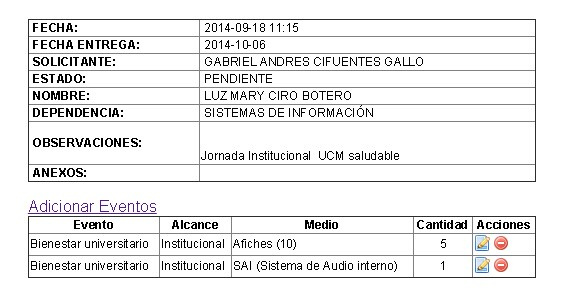 FECHA: 2014-09-18 11:15
FECHA ENTREGA: 2014-10-06
SOLICITANTE: GABRIEL ANDRES CIFUENTES GALLO
ESTADO: PENDIENTE
NOMBRE: LUZ MARY CIRO BOTERO
DEPENDENCIA: SISTEMAS DE INFORMACIÓN
OBSERVACIONES: Jornada Institucional UCM saludable
ANEXOS:
Adicionar Eventos
Evento Alcance Medio Cantidad Acciones
Bienestar universitario Institucional Afiches (10) 5
Bienestar universitario Institucional SAI (Sistema de Audio interno) 1